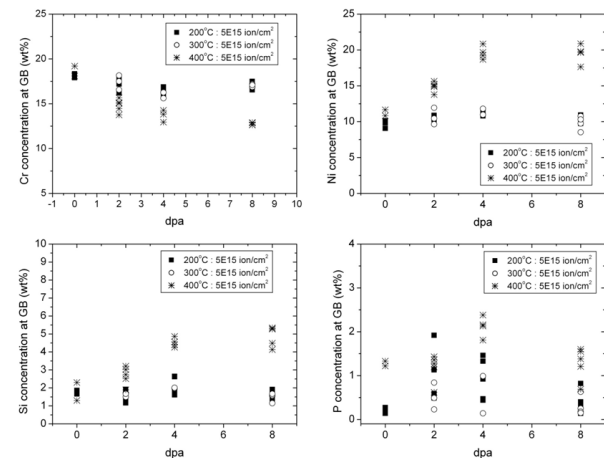 25
20
15
10
5
Cr concentration at GB (wt%)
200°C : 5E15 ion/cm²
300°C : 5E15 ion/cm²
400°C : 5E15 ion/cm²
-1 0 1 2 3 4 5 6 7 8 9 10
dpa
25
20
15
10
5
0
Ni concentration at GB (wt%)
200°C : 5E15 ion/cm²
300°C : 5E15 ion/cm²
400°C : 5E15 ion/cm²
0 2 4 6 8
dpa
10
9
8
7
6
5
4
3
2
1
0
Si concentration at GB (wt%)
200°C : 5E15 ion/cm²
300°C : 5E15 ion/cm²
400°C : 5E15 ion/cm²
0 2 4 6 8
dpa
4
3
2
1
0
P concentration at GB (wt%)
200°C : 5E15 ion/cm²
300°C : 5E15 ion/cm²
400°C : 5E15 ion/cm²
0 2 4 6 8
dpa